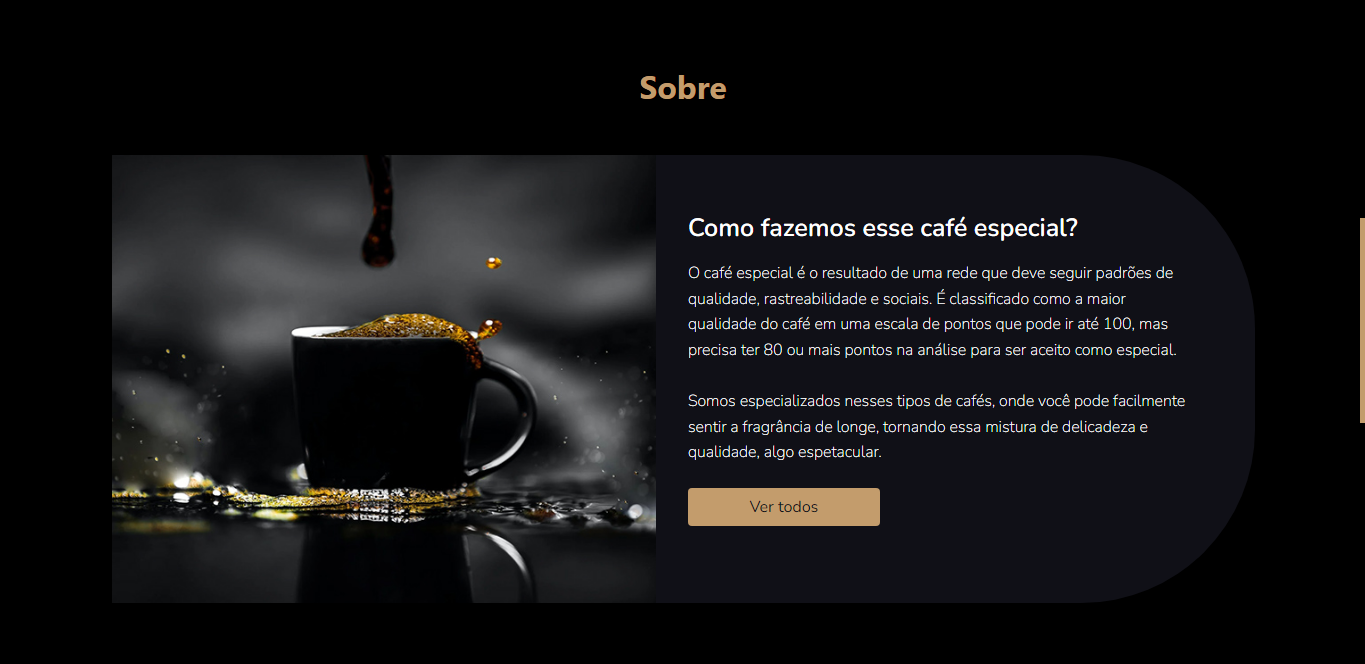 Sobre
Como fazemos esse café especial?
O café especial é o resultado de uma rede que deve seguir padrões de
qualidade, rastreabilidade e sociais. É classificado como a maior
qualidade do café em uma escala de pontos que pode ir até 100, mas
precisa ter 80 ou mais pontos na análise para ser aceito como especial.
Somos especializados nesses tipos de cafés, onde você pode facilmente
sentir a fragrância de longe, tornando essa mistura de delicadeza e
qualidade, algo espetacular.
Ver todos